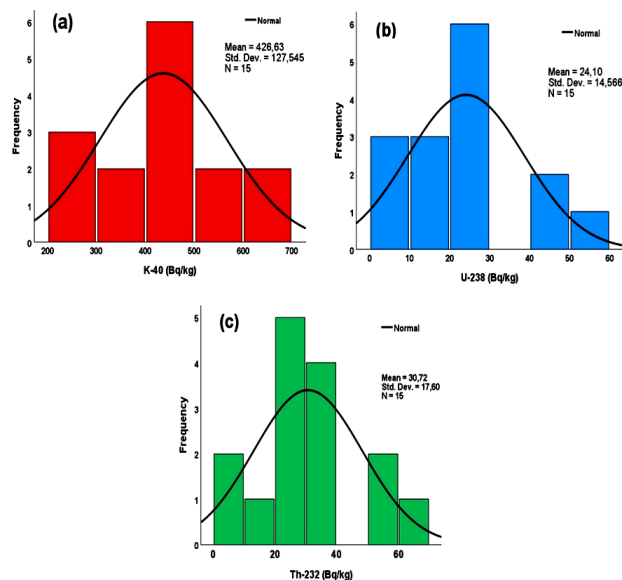 (a)
Normal
Mean = 426,63
Std. Dev. = 127,545
N = 15
6
5
4
3
2
1
0
Frequency
200 300 400 500 600 700
K-40 (Bq/kg)
(b)
Normal
Mean = 24,10
Std. Dev. = 14,566
N = 15
6
5
4
3
2
1
0
Frequency
0 10 20 30 40 50 60
U-238 (Bq/kg)
(c)
Normal
Mean = 30,72
Std. Dev. = 17,60
N = 15
5
4
3
2
1
0
Frequency
0 20 40 60
Th-232 (Bq/kg)